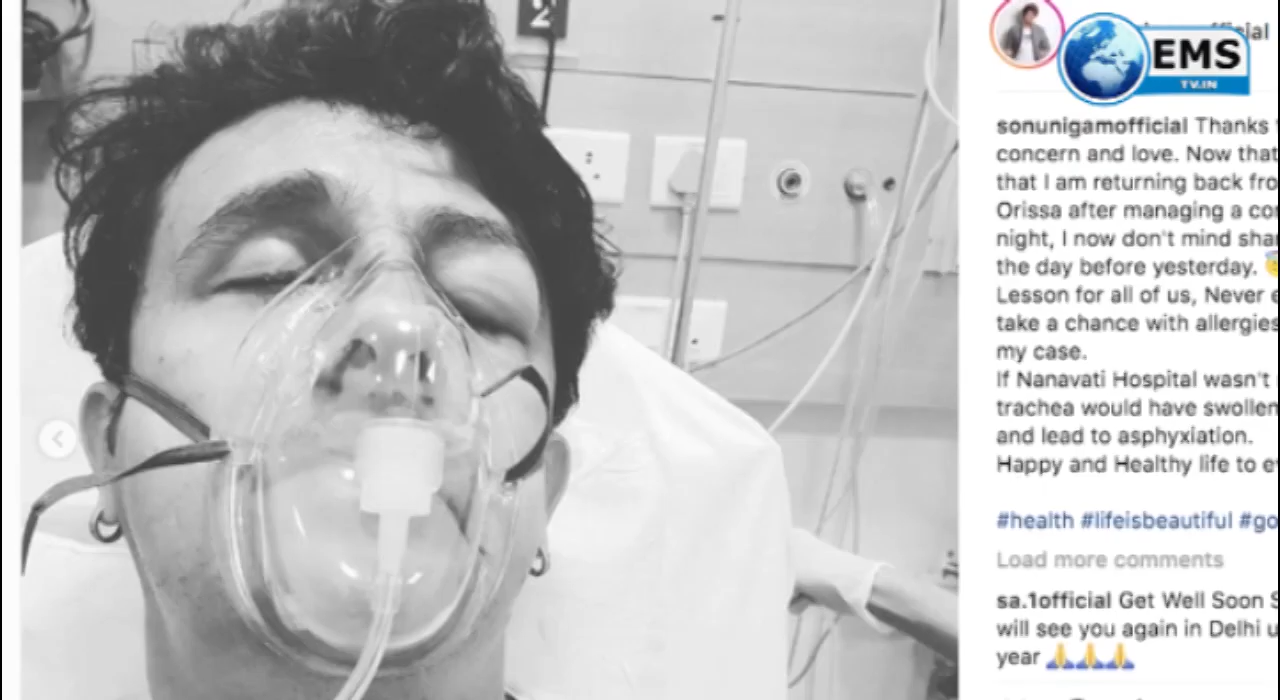 2
EMS
TV.IN
sonunigamofficial Thanks
concern and love. Now that
that I am returning back fro
Orissa after managing a co
night, I now don't mind sha
the day before yesterday. 😇
Lesson for all of us, Never e
take a chance with allergies
my case.
If Nanavati Hospital wasn't
trachea would have swollen
and lead to asphyxiation.
Happy and Healthy life to e
#health #lifeisbeautiful #go
Load more comments
sa.1official Get Well Soon S
will see you again in Delhi u
year 🙏🙏🙏